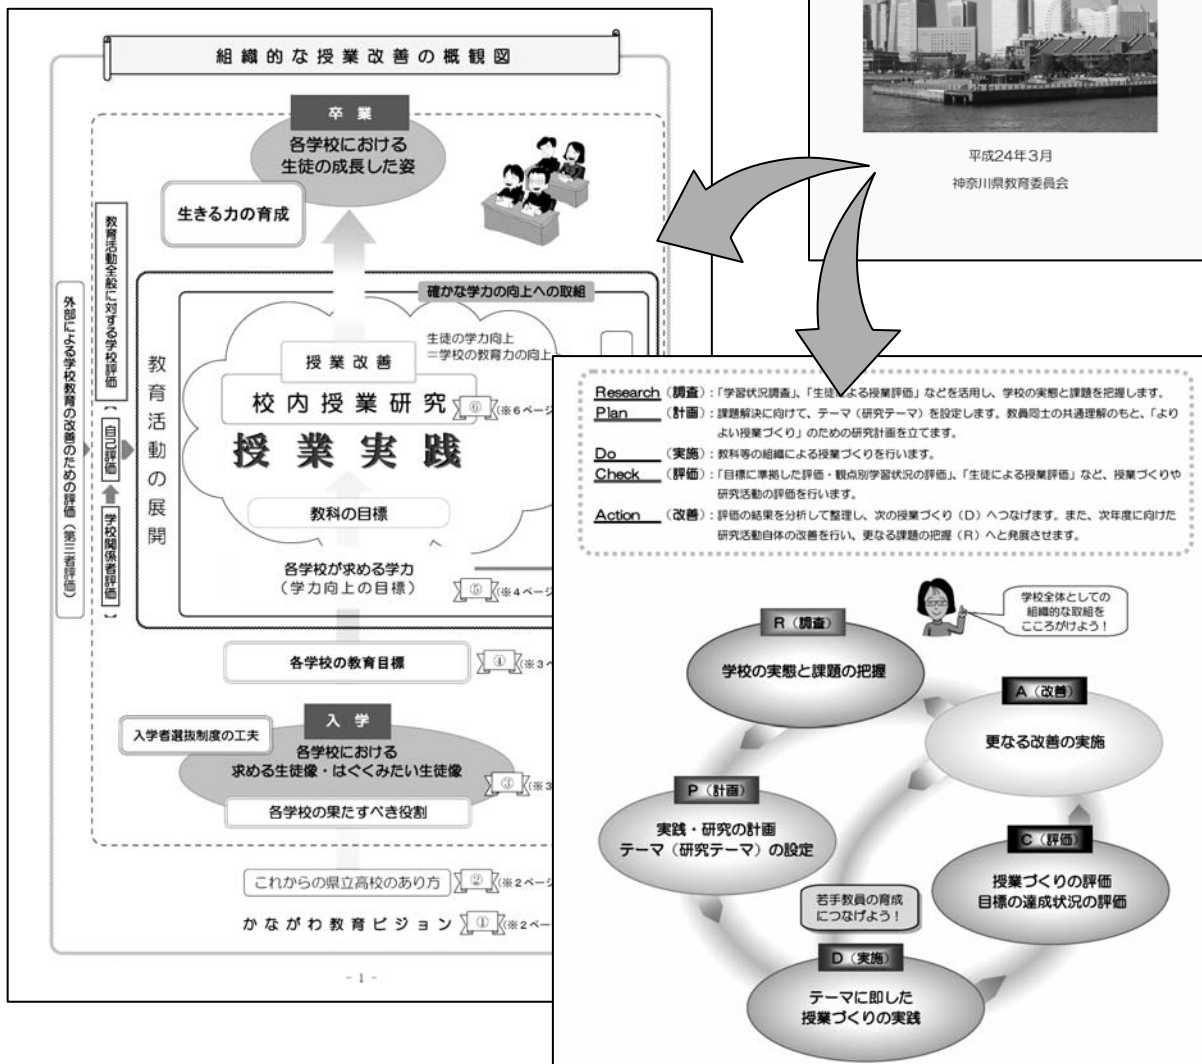 組織的な授業改善の概観図
卒業
各学校における
生徒の成長した姿
生きる力の育成
確かな学力の向上への取組
生徒の学力向上
＝学校の教育力の向上
授業改善
校内授業研究
⑥
(※6ページ
授業実践
教科の目標
各学校が求める学力
（学力向上の目標）
⑤
(※4ページ
教育活動の展開
教育活動全般に対する学校評価
【自己評価
学校関係者評価】
外部による学校教育の改善のための評価（第三者評価）
各学校の教育目標
④
(※3ペ
入学
入学者選抜制度の工夫
各学校における
求める生徒像・はぐくみたい生徒像
③
(※3
各学校の果たすべき役割
これからの県立高校のあり方
②
(※2ページ
かながわ教育ビジョン
①
(※2ペー
- 1 -
平成24年3月
神奈川県教育委員会
Research（調査）：「学習状況調査」、「生徒による授業評価」などを活用し、学校の実態と課題を把握します。
Plan（計画）：課題解決に向けて、テーマ（研究テーマ）を設定します。教員同士の共通理解のもと、「より
よい授業づくり」のための研究計画を立てます。
Do（実施）：教科等の組織による授業づくりを行います。
Check（評価）：「目標に準拠した評価・観点別学習状況の評価」、「生徒による授業評価」など、授業づくりや
研究活動の評価を行います。
Action（改善）：評価の結果を分析して整理し、次の授業づくり（D）へつなげます。また、次年度に向けた
研究活動自体の改善を行い、更なる課題の把握（R）へと発展させます。
学校全体としての
組織的な取組を
こころがけよう！
R（調査）
学校の実態と課題の把握
A（改善）
更なる改善の実施
P（計画）
実践・研究の計画
テーマ（研究テーマ）の設定
C（評価）
授業づくりの評価
目標の達成状況の評価
若手教員の育成
につなげよう！
D（実施）
テーマに即した
授業づくりの実践